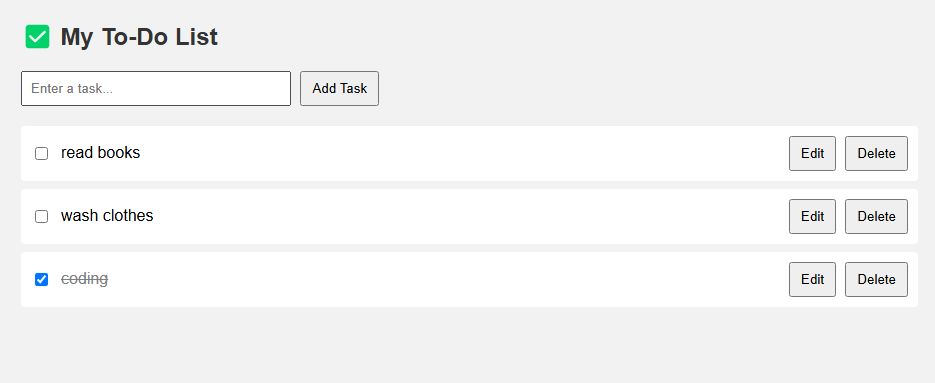 My To-Do List
Enter a task... Add Task
read books Edit Delete
wash clothes Edit Delete
coding Edit Delete